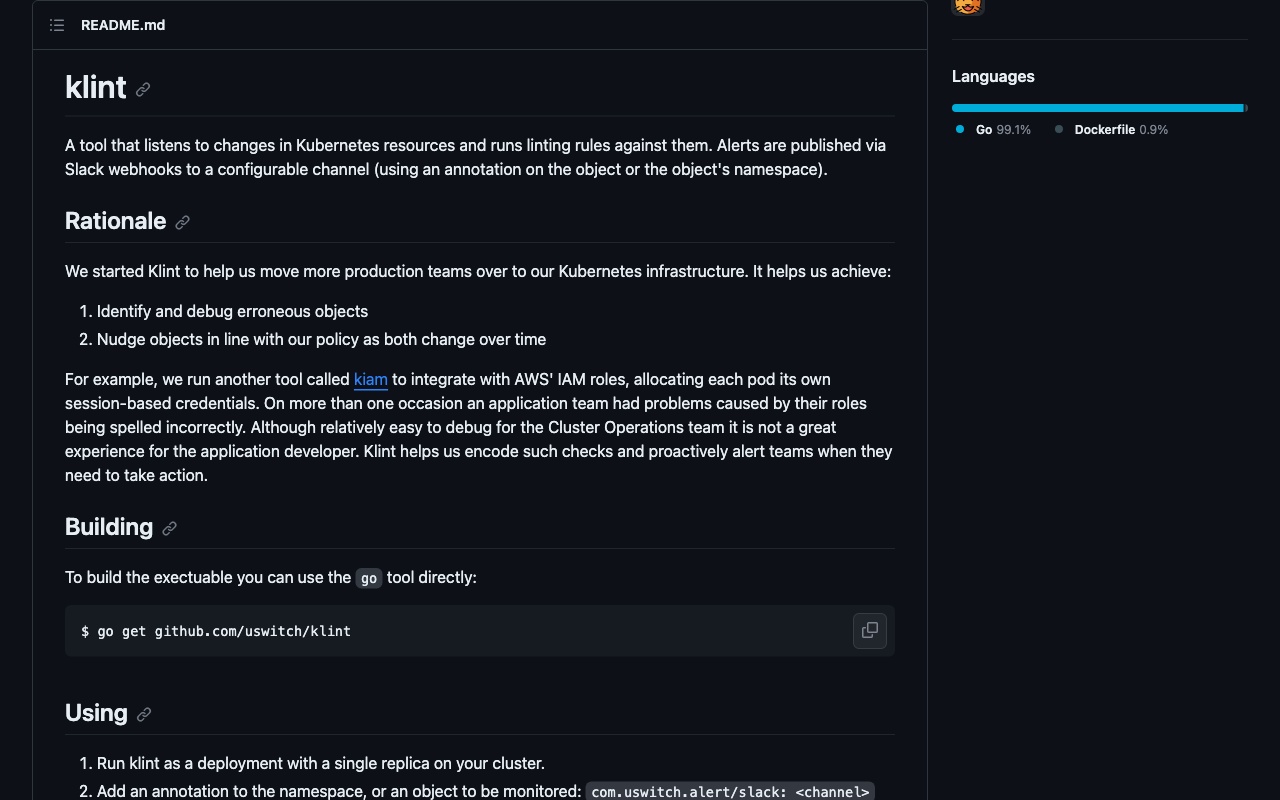 README.md
klint
A tool that listens to changes in Kubernetes resources and runs linting rules against them. Alerts are published via
Slack webhooks to a configurable channel (using an annotation on the object or the object's namespace).
Rationale
We started Klint to help us move more production teams over to our Kubernetes infrastructure. It helps us achieve:
1. Identify and debug erroneous objects
2. Nudge objects in line with our policy as both change over time
For example, we run another tool called kiam to integrate with AWS' IAM roles, allocating each pod its own
session-based credentials. On more than one occasion an application team had problems caused by their roles
being spelled incorrectly. Although relatively easy to debug for the Cluster Operations team it is not a great
experience for the application developer. Klint helps us encode such checks and proactively alert teams when they
need to take action.
Building
To build the exectuable you can use the go tool directly:
$ go get github.com/uswitch/klint
Using
1. Run klint as a deployment with a single replica on your cluster.
2. Add an annotation to the namespace, or an object to be monitored: com.uswitch.alert/slack: <channel>
Languages
Go 99.1%
Dockerfile 0.9%